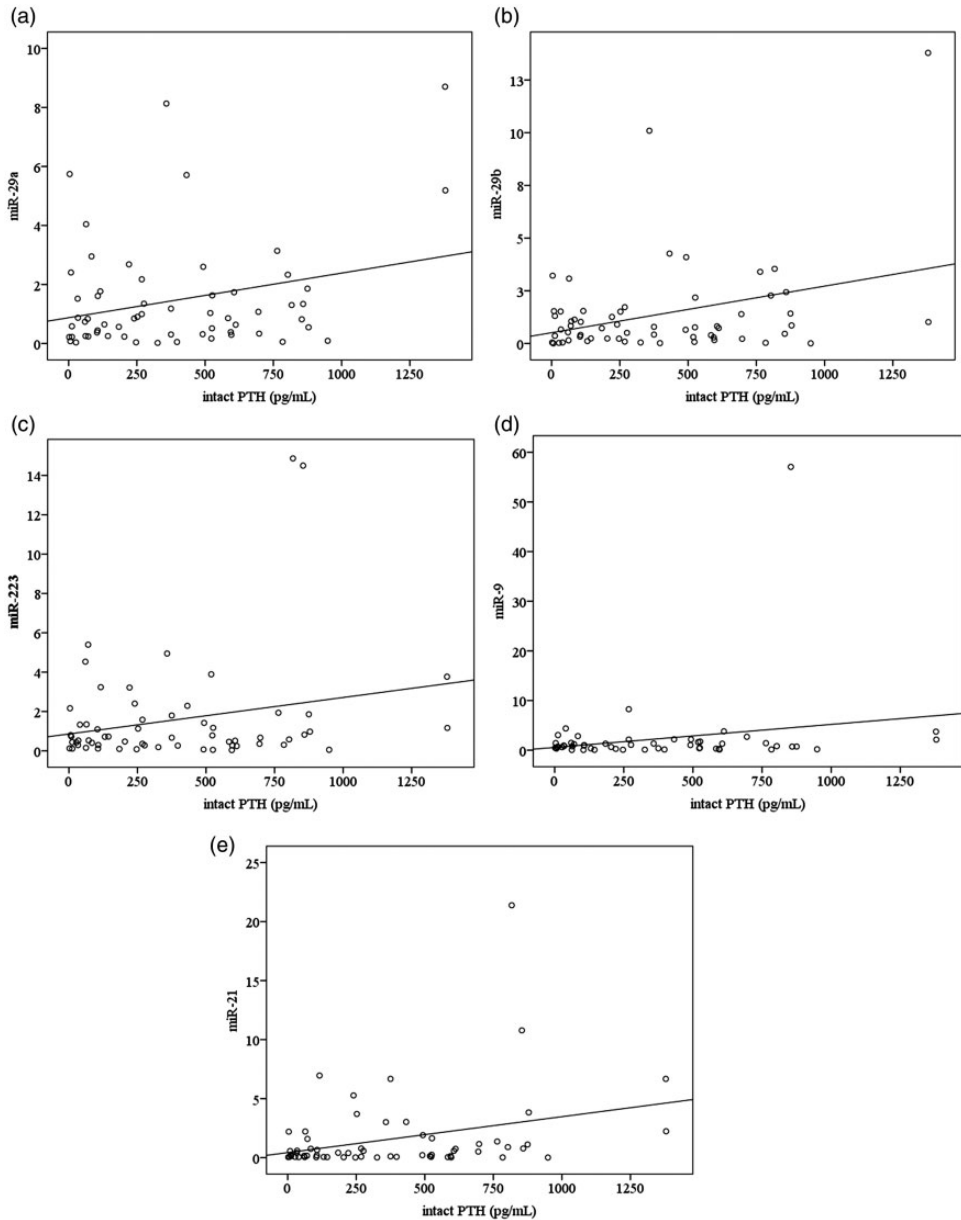 (a)
10
8
6
4
2
0
miR-29a
0 250 500 750 1000 1250
intact PTH (pg/mL)
(b)
13
10
8
5
3
0
miR-29b
0 250 500 750 1000 1250
intact PTH (pg/mL)
(c)
14
12
10
8
6
4
2
0
miR-223
0 250 500 750 1000 1250
intact PTH (pg/mL)
(d)
60
50
40
30
20
10
0
miR-9
0 250 500 750 1000 1250
intact PTH (pg/mL)
(e)
25
20
15
10
5
0
miR-21
0 250 500 750 1000 1250
intact PTH (pg/mL)